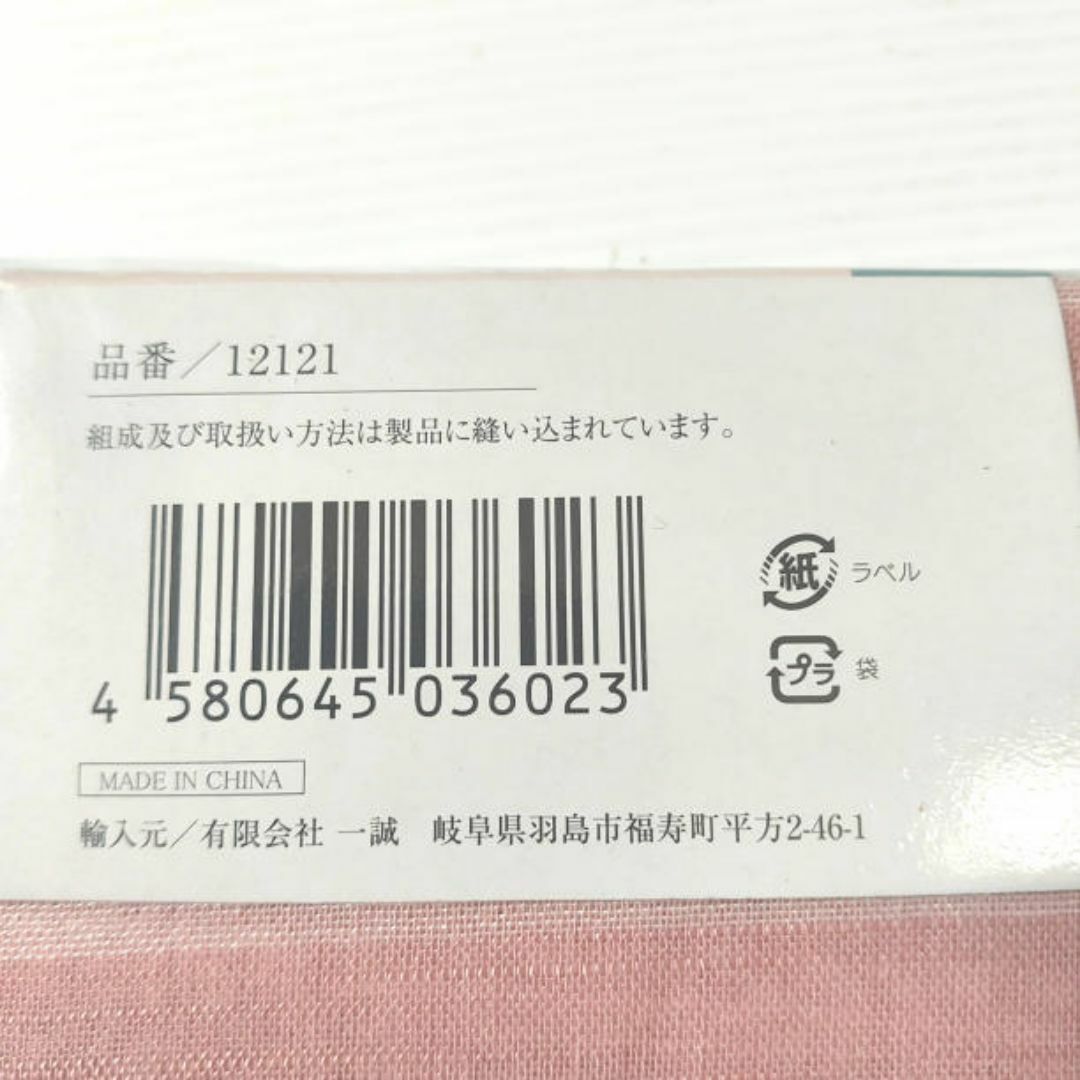 品番／12121
組成及び取扱い方法は製品に縫い込まれています。
紙 ラベル
プラ 袋
4 580645 036023
MADE IN CHINA
輸入元／有限会社 一誠 岐阜県羽島市福寿町平方2-46-1